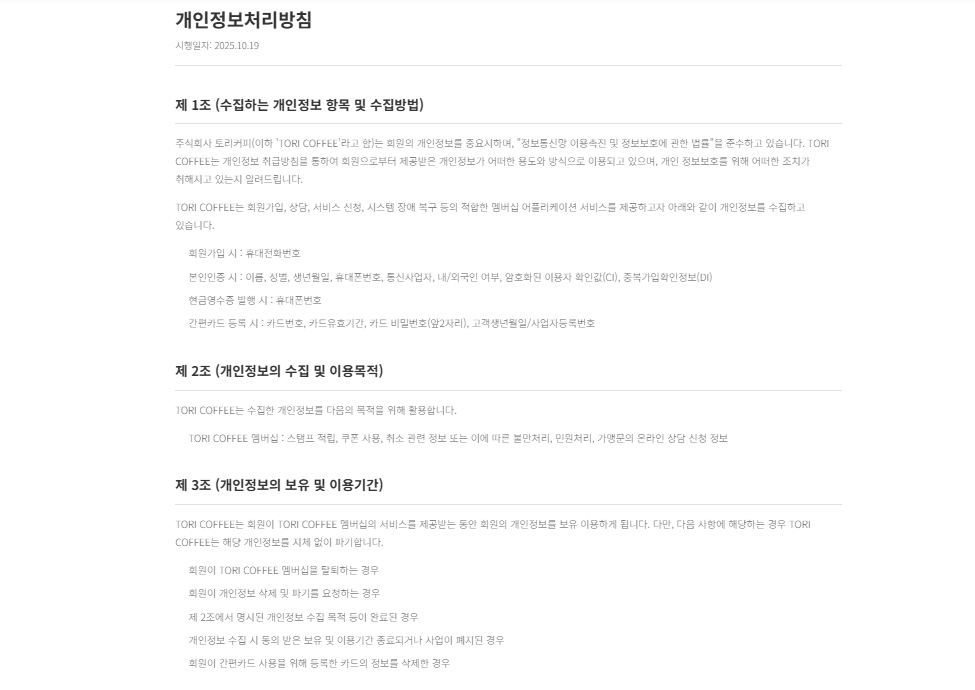 개인정보처리방침
시행일자: 2025.10.19
제 1조 (수집하는 개인정보 항목 및 수집방법)
주식회사 토리커피(이하 'TORI COFFEE'라고 함)는 회원의 개인정보를 중요시하며, "정보통신망 이용촉진 및 정보보호에 관한 법률"을 준수하고 있습니다. TORI
COFFEE는 개인정보 취급방침을 통하여 회원으로부터 제공받은 개인정보가 어떠한 용도와 방식으로 이용되고 있으며, 개인 정보보호를 위해 어떠한 조치가
취해지고 있는지 알려드립니다.
TORI COFFEE는 회원가입, 상담, 서비스 신청, 시스템 장애 복구 등의 적합한 멤버십 어플리케이션 서비스를 제공하고자 아래와 같이 개인정보를 수집하고
있습니다.
회원가입 시 : 휴대전화번호
본인인증 시 : 이름, 성별, 생년월일, 휴대폰번호, 통신사업자, 내/외국인 여부, 암호화된 이용자 확인값(CI), 중복가입확인정보(DI)
현금영수증 발행 시 : 휴대폰번호
간편카드 등록 시 : 카드번호, 카드유효기간, 카드 비밀번호(앞2자리), 고객생년월일/사업자등록번호
제 2조 (개인정보의 수집 및 이용목적)
TORI COFFEE는 수집한 개인정보를 다음의 목적을 위해 활용합니다.
TORI COFFEE 멤버십 : 스탬프 적립, 쿠폰 사용, 취소 관련 정보 또는 이에 따른 불만처리, 민원처리, 가맹문의 온라인 상담 신청 정보
제 3조 (개인정보의 보유 및 이용기간)
TORI COFFEE는 회원이 TORI COFFEE 멤버십의 서비스를 제공받는 동안 회원의 개인정보를 보유 이용하게 됩니다. 다만, 다음 사항에 해당하는 경우 TORI
COFFEE는 해당 개인정보를 지체 없이 파기합니다.
회원이 TORI COFFEE 멤버십을 탈퇴하는 경우
회원이 개인정보 삭제 및 파기를 요청하는 경우
제 2조에서 명시된 개인정보 수집 목적 등이 완료된 경우
개인정보 수집 시 동의 받은 보유 및 이용기간 종료되거나 사업이 폐지된 경우
회원이 간편카드 사용을 위해 등록한 카드의 정보를 삭제한 경우